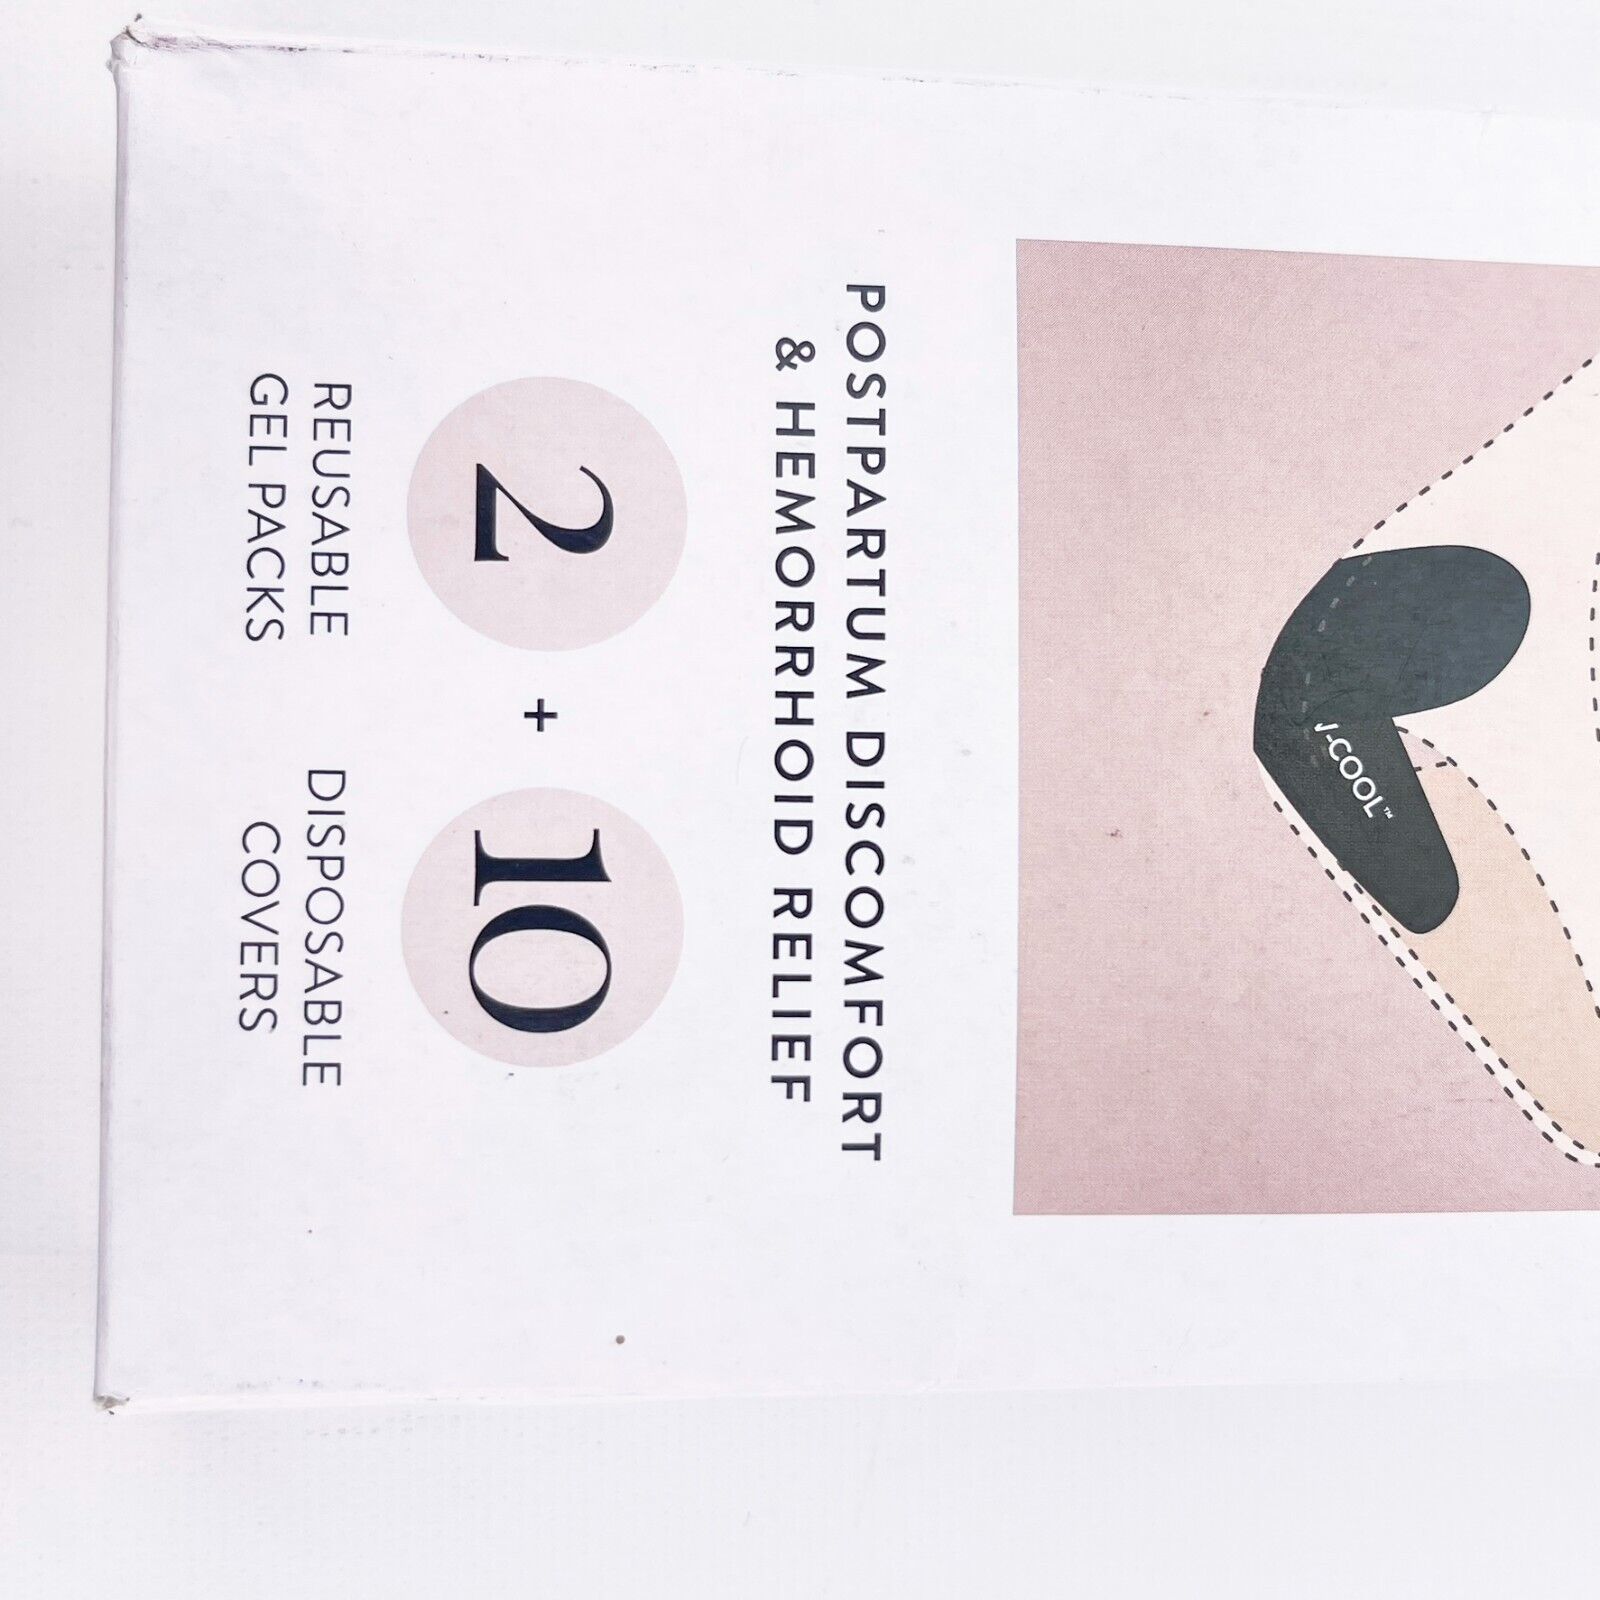 J-COOL™
POSTPARTUM DISCOMFORT
& HEMORRHOID RELIEF
2 + 10
REUSABLE
GEL PACKS
DISPOSABLE
COVERS